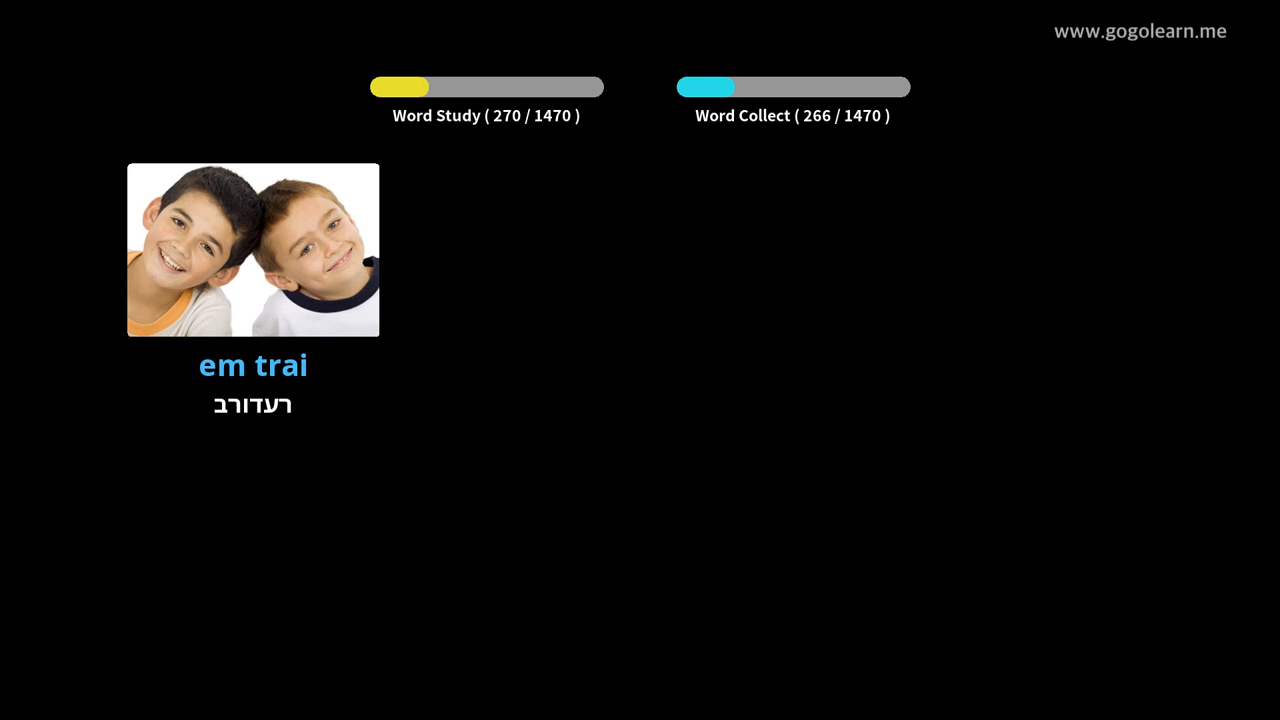 www.gogolearn.me
Word Study ( 270 / 1470 )
Word Collect ( 266 / 1470 )
em trai
רעדורב